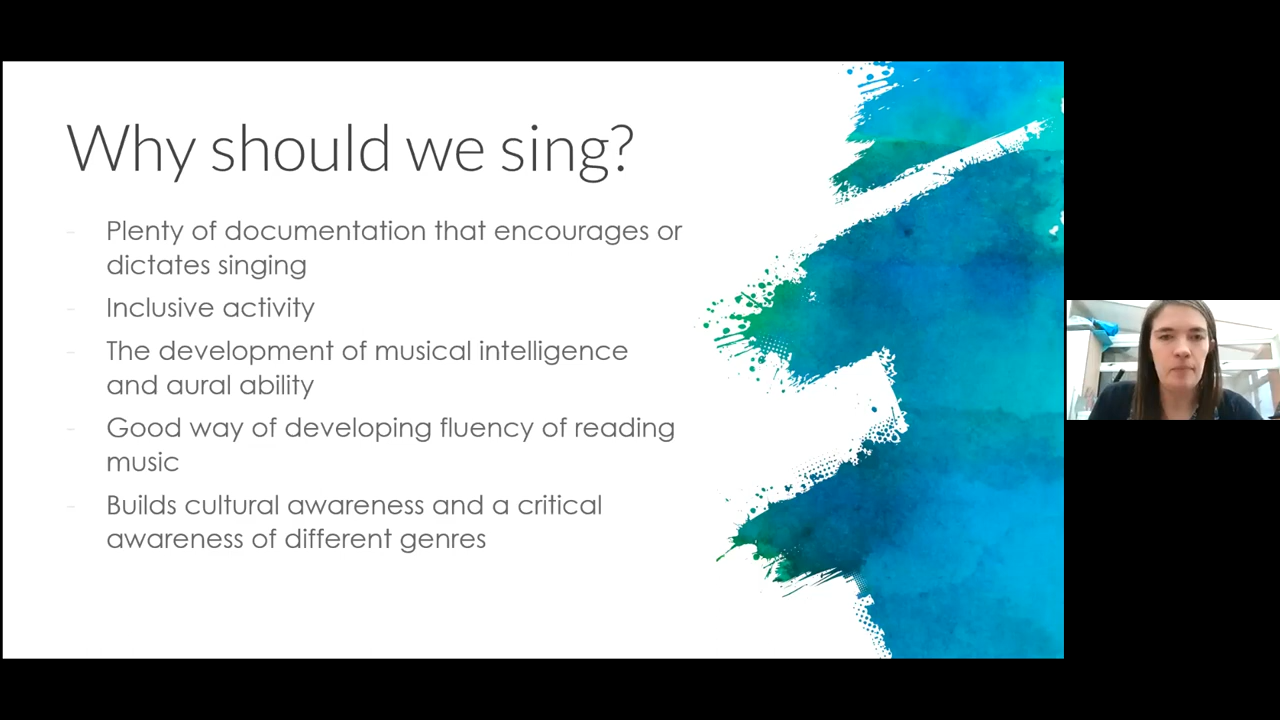 Why should we sing?
- Plenty of documentation that encourages or
dictates singing
- Inclusive activity
- The development of musical intelligence
and aural ability
- Good way of developing fluency of reading
music
- Builds cultural awareness and a critical
awareness of different genres